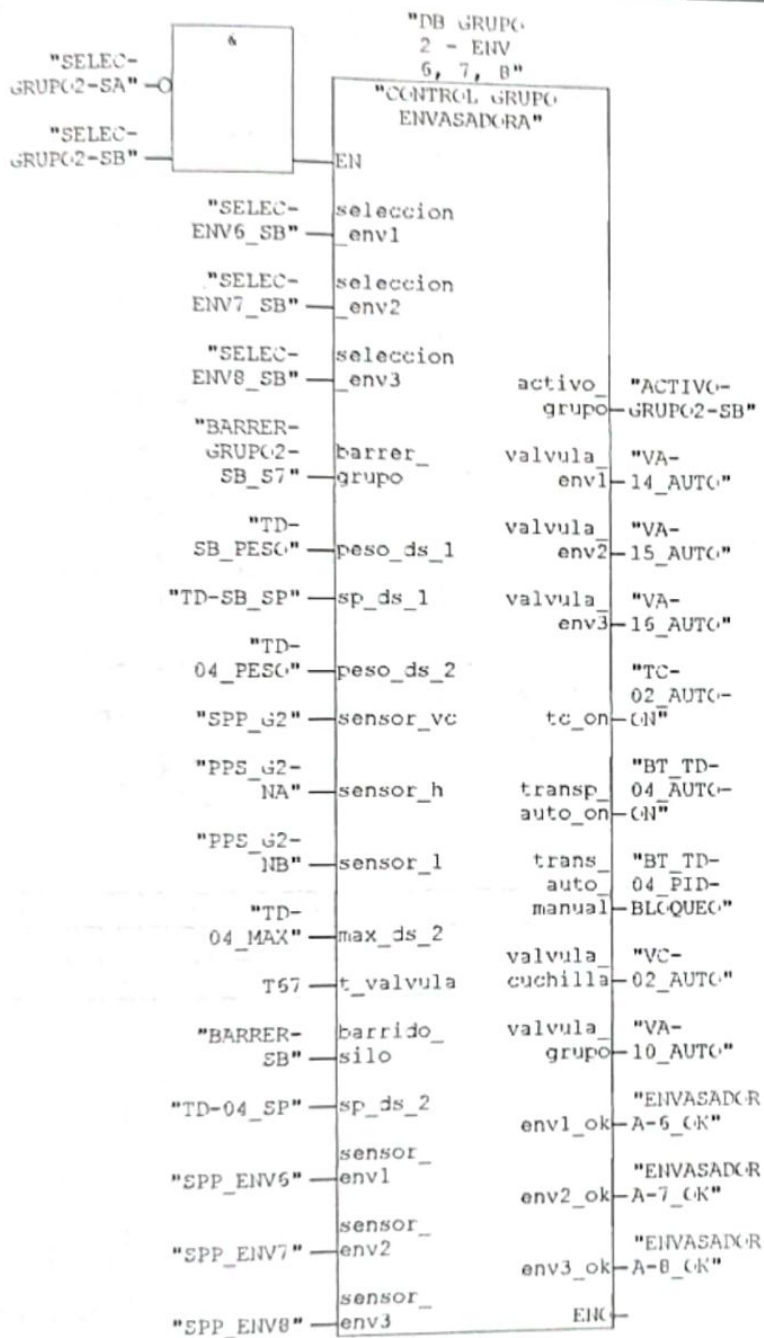 &
"DB GRUPO
2 - ENV
6, 7, 8"
"SELEC-
GRUPO2-SA"
"SELEC-
GRUPO2-SB"
"CONTROL GRUPO
ENVASADORA"
EN
"SELEC-
ENV6_SB"
seleccion
_env1
"SELEC-
ENV7_SB"
seleccion
_env2
"SELEC-
ENV8_SB"
seleccion
_env3
activo_
grupo
"ACTIVO-
GRUPO2-SB"
"BARRER-
GRUPO2-
SB_S7"
barrer_
grupo
valvula_
env1
"VA-
14_AUTO"
"TD-
SB_PESO"
peso_ds_1
valvula_
env2
"VA-
15_AUTO"
"TD-SB_SP"
sp_ds_1
valvula_
env3
"VA-
16_AUTO"
"TD-
04_PESO"
peso_ds_2
"SPP_G2"
sensor_vc
tc_on
"TC-
02_AUTO-
ON"
"PPS_G2-
NA"
sensor_h
transp_
auto_on
"BT_TD-
04_AUTO-
ON"
"PPS_G2-
NB"
sensor_l
trans_
auto_
manual
"BT_TD-
04_PID-
BLOQUEO"
"TD-
04_MAX"
max_ds_2
T67
t_valvula
valvula_
cuchilla
"VC-
02_AUTO"
"BARRER-
SB"
barrido_
silo
valvula_
grupo
"VA-
10_AUTO"
"TD-04_SP"
sp_ds_2
env1_ok
"ENVASADOR
A-6_OK"
"SPP_ENV6"
sensor_
env1
env2_ok
"ENVASADOR
A-7_OK"
"SPP_ENV7"
sensor_
env2
env3_ok
"ENVASADOR
A-8_OK"
"SPP_ENV8"
sensor_
env3
ENO